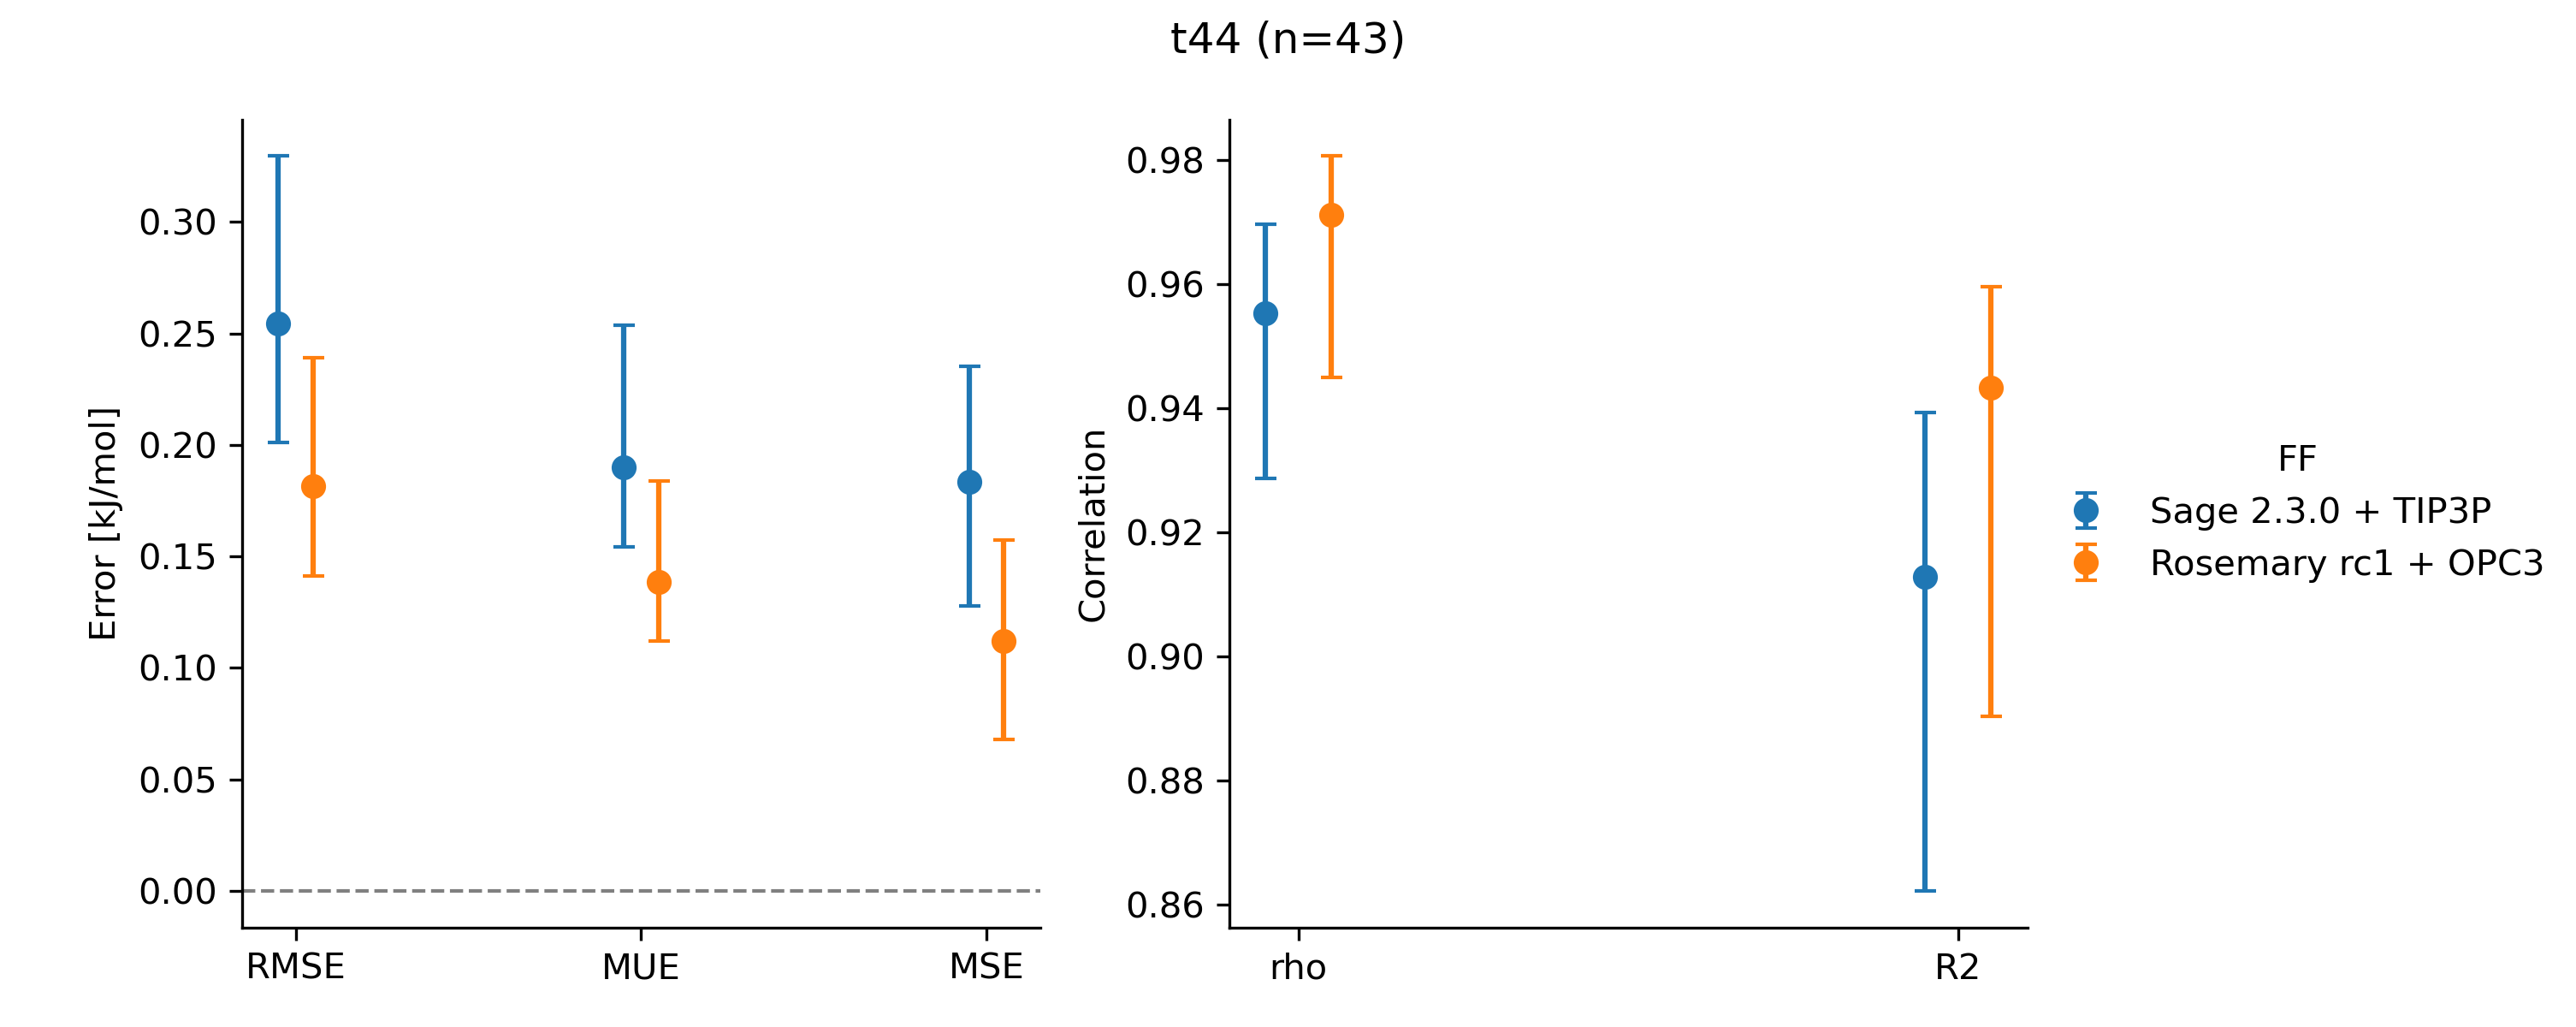 t44 (n=43)
Error [kJ/mol]
0.30
0.25
0.20
0.15
0.10
0.05
0.00
RMSE MUE MSE
Correlation
0.98
0.96
0.94
0.92
0.90
0.88
0.86
rho R2
FF
Sage 2.3.0 + TIP3P
Rosemary rc1 + OPC3